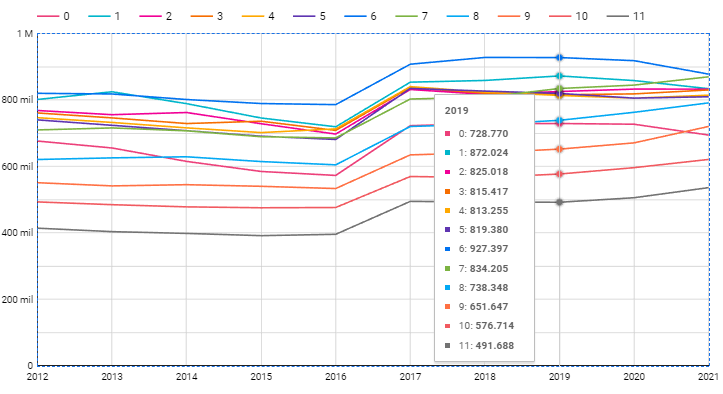 0 1 2 3 4 5 6 7 8 9 10 11
1 M
800 mil
600 mil
400 mil
200 mil
0
2019
0: 728.770
1: 872.024
2: 825.018
3: 815.417
4: 813.255
5: 819.380
6: 927.397
7: 834.205
8: 738.348
9: 651.647
10: 576.714
11: 491.688
2012 2013 2014 2015 2016 2017 2018 2019 2020 2021